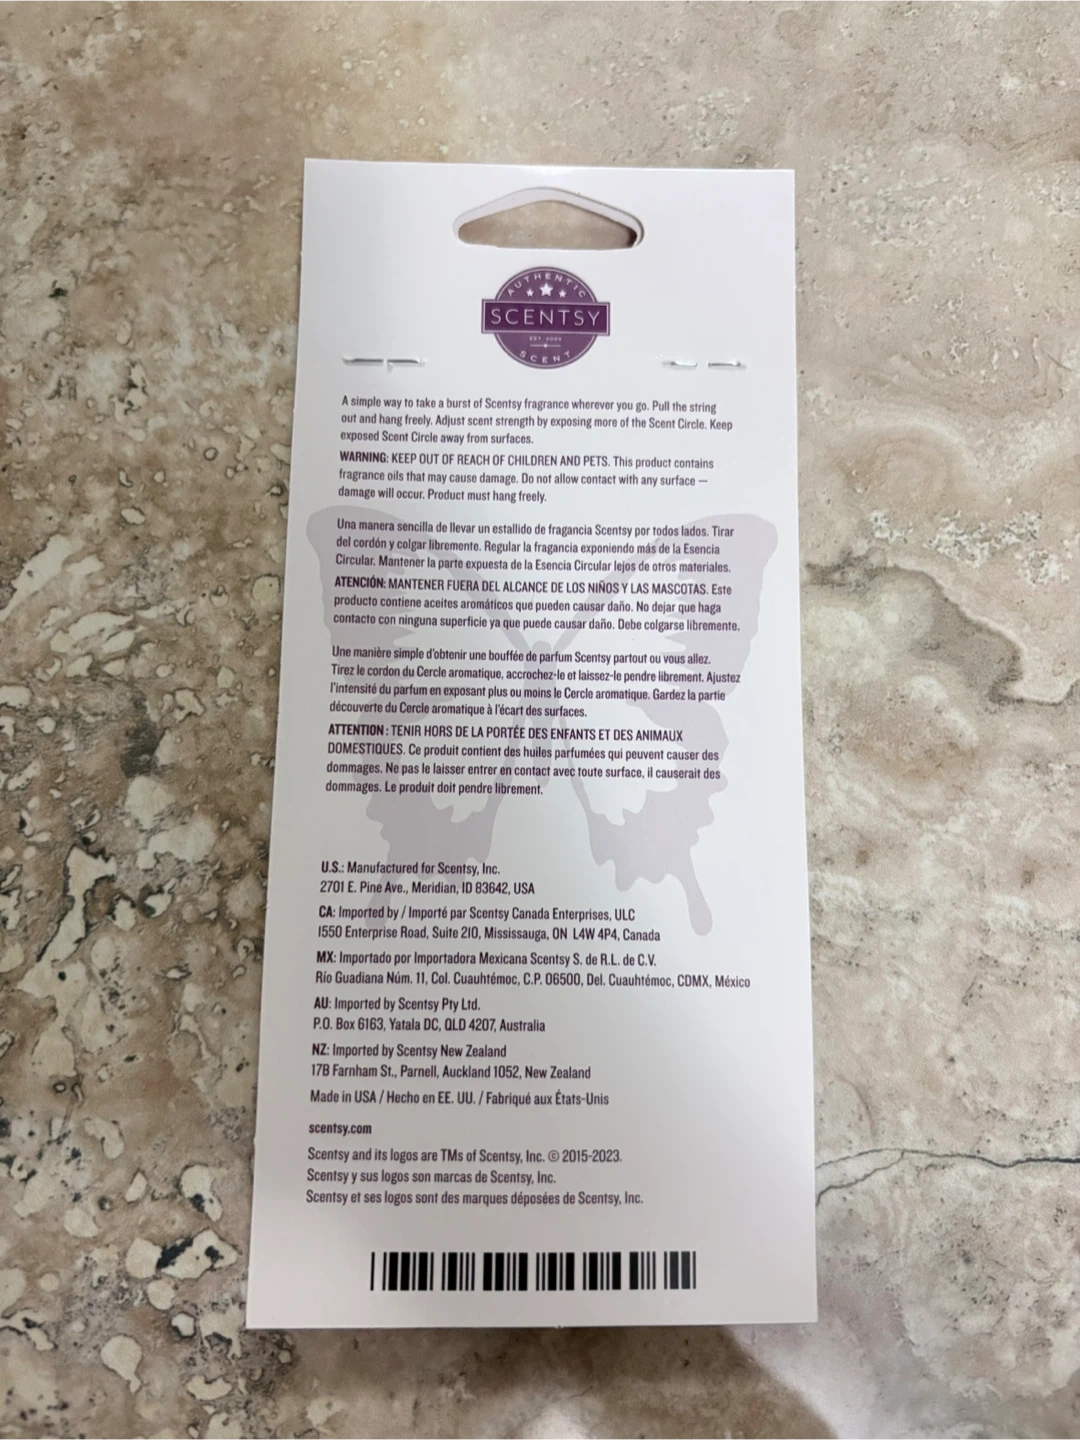 AUTHENTIC
SCENTSY
EST. 2004
SCENT
A simple way to take a burst of Scentsy fragrance wherever you go. Pull the string
out and hang freely. Adjust scent strength by exposing more of the Scent Circle. Keep
exposed Scent Circle away from surfaces.
WARNING: KEEP OUT OF REACH OF CHILDREN AND PETS. This product contains
fragrance oils that may cause damage. Do not allow contact with any surface —
damage will occur. Product must hang freely.
Una manera sencilla de llevar un estallido de fragancia Scentsy por todos lados. Tirar
del cordón y colgar libremente. Regular la fragancia exponiendo más de la Esencia
Circular. Mantener la parte expuesta de la Esencia Circular lejos de otros materiales.
ATENCIÓN: MANTENER FUERA DEL ALCANCE DE LOS NIÑOS Y LAS MASCOTAS. Este
producto contiene aceites aromáticos que pueden causar daño. No dejar que haga
contacto con ninguna superficie ya que puede causar daño. Debe colgarse libremente.
Une manière simple d'obtenir une bouffée de parfum Scentsy partout ou vous allez.
Tirez le cordon du Cercle aromatique, accrochez-le et laissez-le pendre librement. Ajustez
l'intensité du parfum en exposant plus ou moins le Cercle aromatique. Gardez la partie
découverte du Cercle aromatique à l'écart des surfaces.
ATTENTION : TENIR HORS DE LA PORTÉE DES ENFANTS ET DES ANIMAUX
DOMESTIQUES. Ce produit contient des huiles parfumées qui peuvent causer des
dommages. Ne pas le laisser entrer en contact avec toute surface, il causerait des
dommages. Le produit doit pendre librement.
U.S.: Manufactured for Scentsy, Inc.
2701 E. Pine Ave., Meridian, ID 83642, USA
CA: Imported by / Importé par Scentsy Canada Enterprises, ULC
1550 Enterprise Road, Suite 210, Mississauga, ON L4W 4P4, Canada
MX: Importado por Importadora Mexicana Scentsy S. de R.L. de C.V.
Río Guadiana Núm. 11, Col. Cuauhtémoc, C.P. 06500, Del. Cuauhtémoc, CDMX, México
AU: Imported by Scentsy Pty Ltd.
P.O. Box 6163, Yatala DC, QLD 4207, Australia
NZ: Imported by Scentsy New Zealand
17B Farnham St., Parnell, Auckland 1052, New Zealand
Made in USA / Hecho en EE. UU. / Fabriqué aux États-Unis
scentsy.com
Scentsy and its logos are TMs of Scentsy, Inc. © 2015-2023.
Scentsy y sus logos son marcas de Scentsy, Inc.
Scentsy et ses logos sont des marques déposées de Scentsy, Inc.